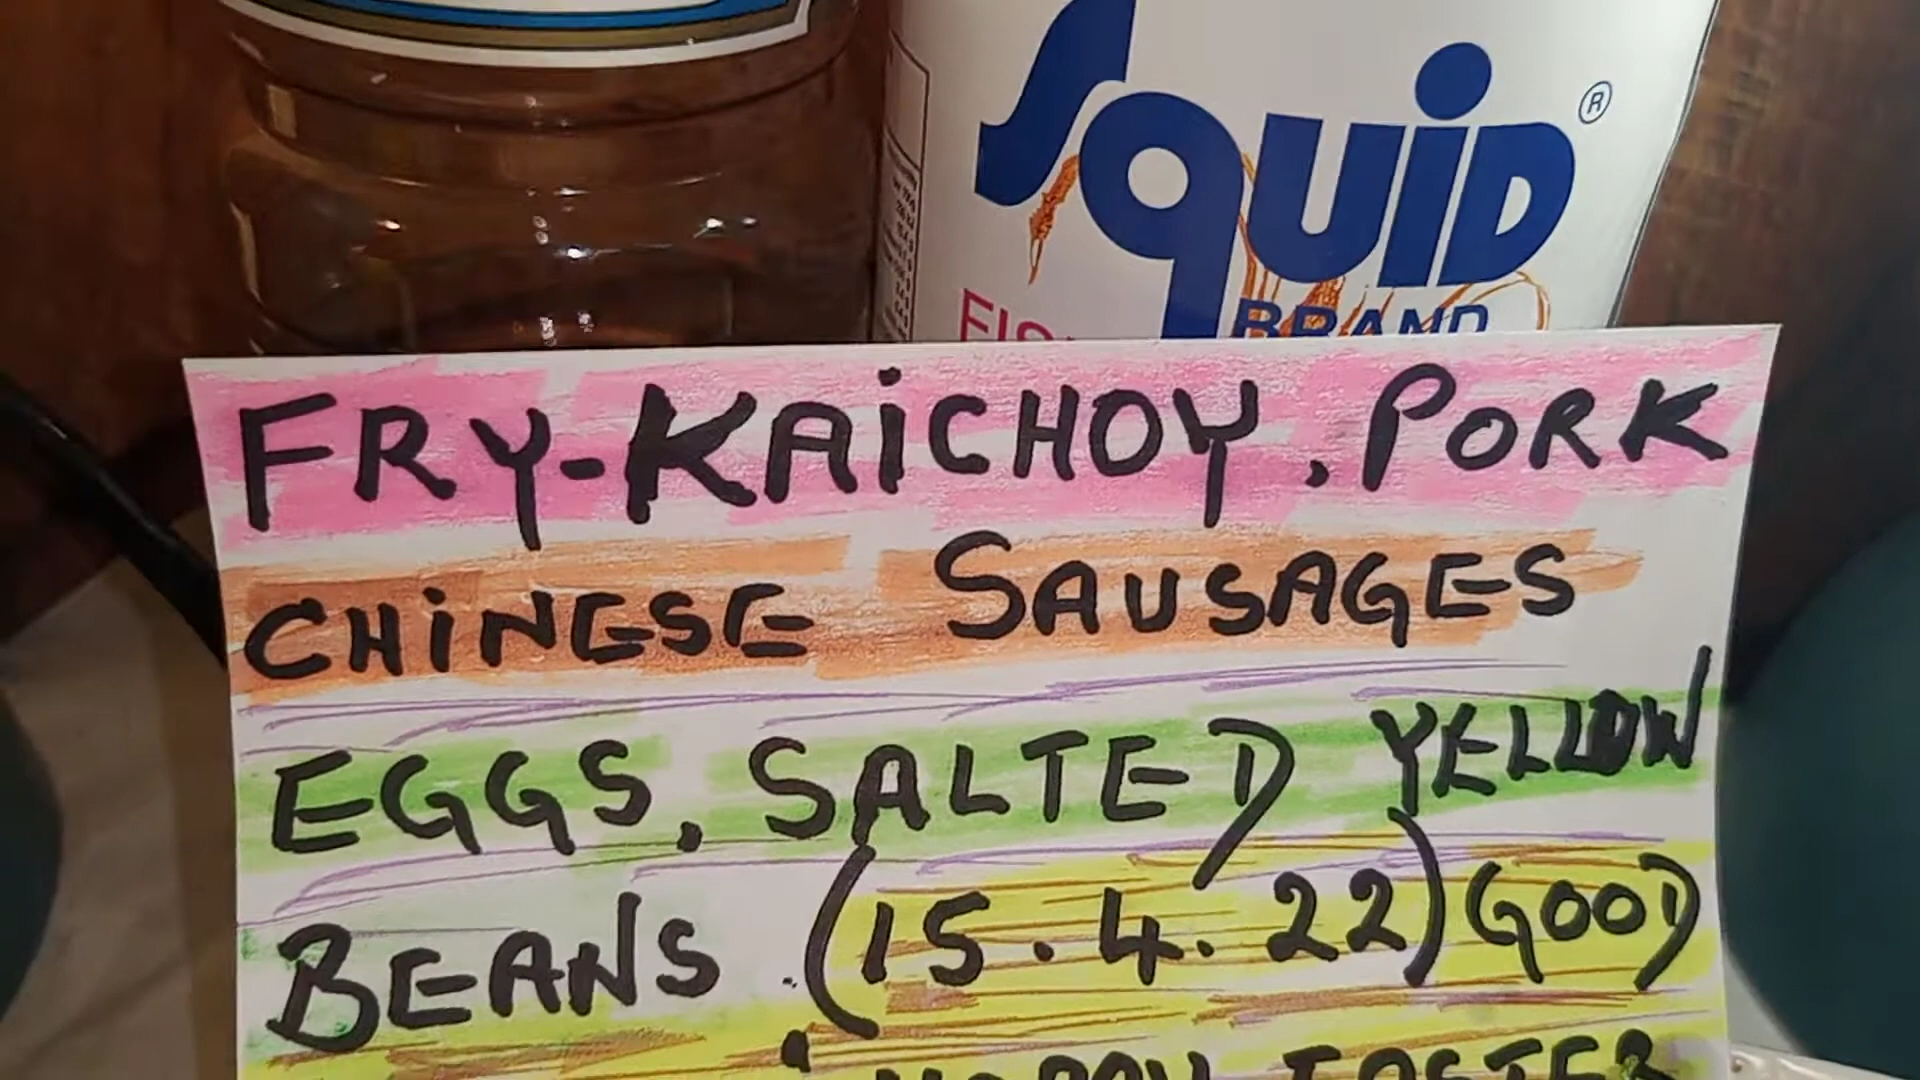 SQUID
®
BRAND
FRY-KAiCHOY, PORK
CHiNESE SAUSAGES
EGGS, SALTED YELLOW
BEANS. (15.4.22) GOOD